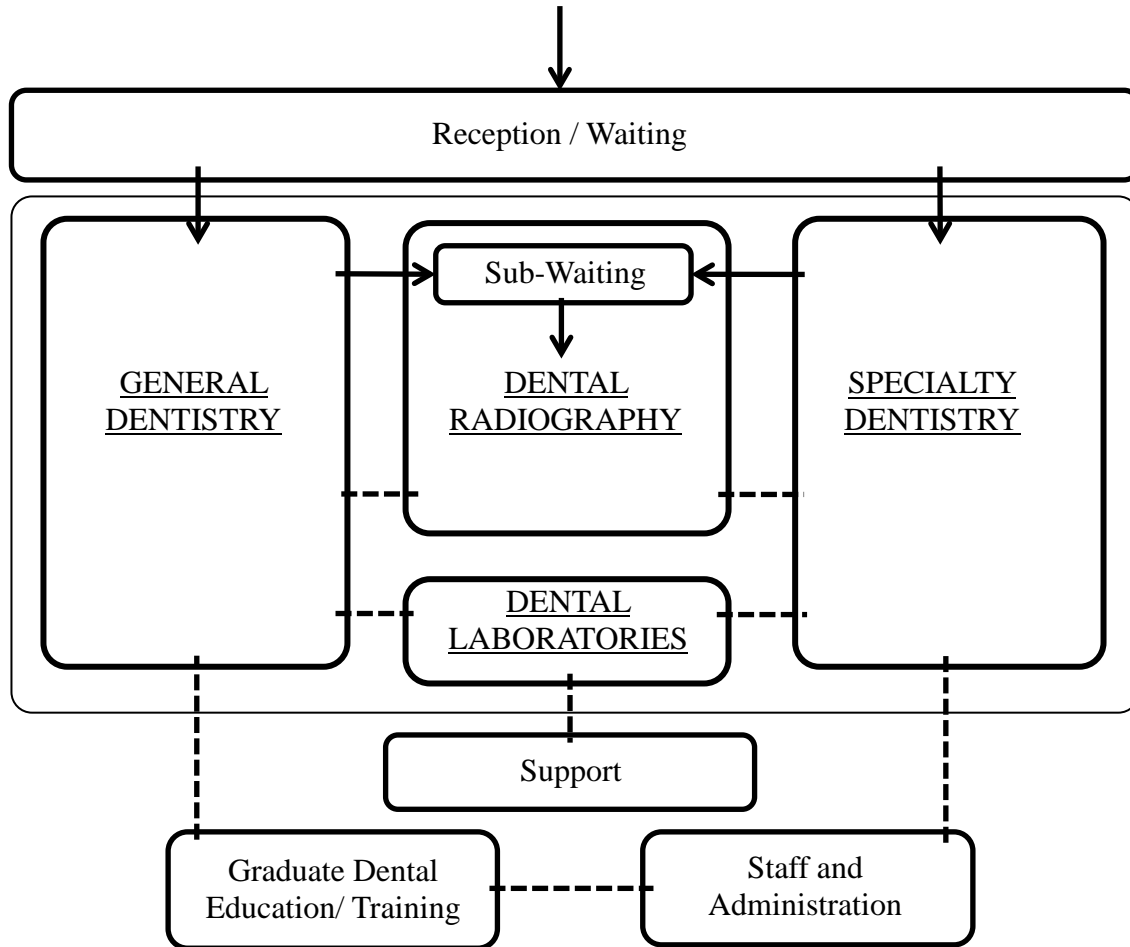 Reception / Waiting
Sub-Waiting
GENERAL
DENTISTRY
DENTAL
RADIOGRAPHY
SPECIALTY
DENTISTRY
DENTAL
LABORATORIES
Support
Graduate Dental
Education/ Training
Staff and
Administration